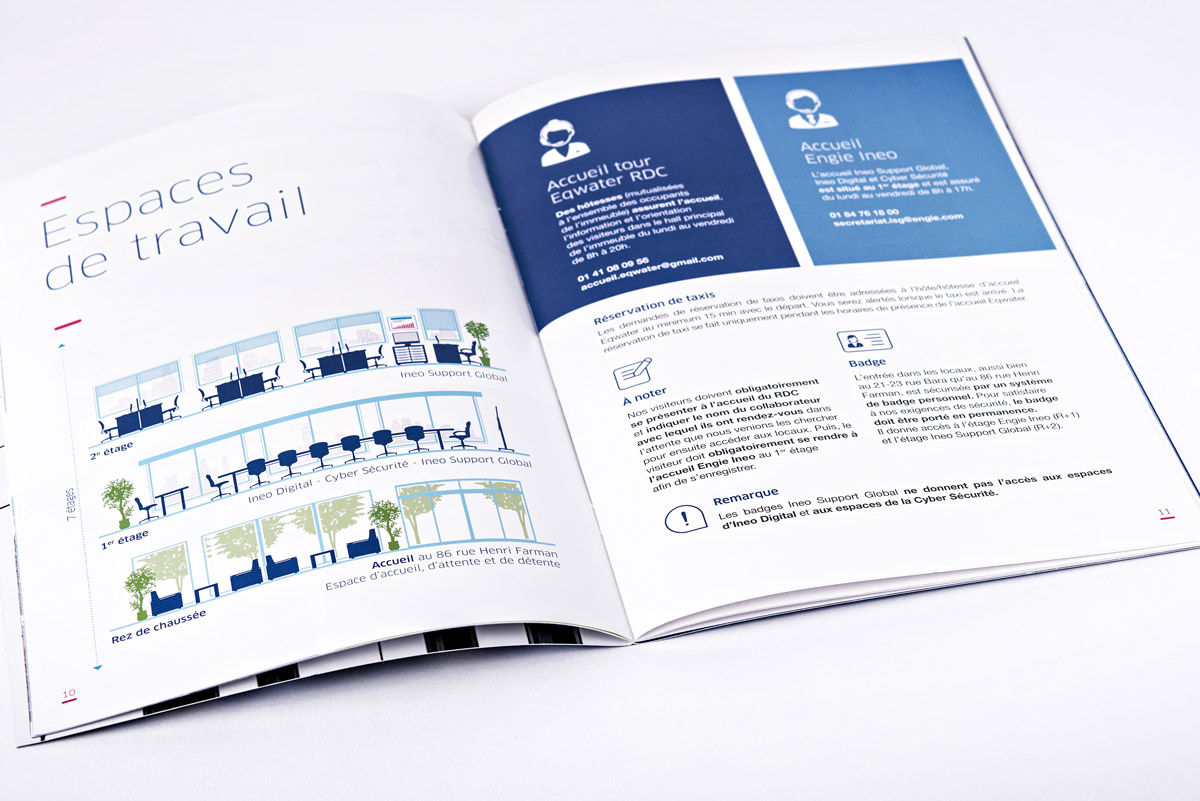 Espaces
de travail
7 étages
Ineo Support Global
2e étage
Ineo Digital - Cyber Sécurité - Ineo Support Global
1er étage
Accueil au 86 rue Henri Farman
Espace d'accueil, d'attente et de détente
Rez de chaussée
10
Accueil tour
Eqwater RDC
Des hôtesses (mutualisées
à l'ensemble des occupants
de l'immeuble) assurent l'accueil,
l'information et l'orientation
des visiteurs dans le hall principal
de l'immeuble du lundi au vendredi
de 8h à 20h.
01 41 08 09 56
accueil.eqwater@gmail.com
Accueil
Engie Ineo
L'accueil Ineo Support Global,
Ineo Digital et Cyber Sécurité
est situé au 1er étage et est assuré
du lundi au vendredi de 8h à 17h.
01 84 76 18 00
secretariat.isg@engie.com
Réservation de taxis
Les demandes de réservation de taxis doivent être adressées à l'hôte/hôtesse d'accueil
Eqwater au minimum 15 min avec le départ. Vous serez alertés lorsque le taxi est arrivé. La
réservation de taxi se fait uniquement pendant les horaires de présence de l'accueil Eqwater.
À noter
Nos visiteurs doivent obligatoirement
se présenter à l'accueil du RDC
et indiquer le nom du collaborateur
avec lequel ils ont rendez-vous dans
l'attente que nous venions les chercher
pour ensuite accéder aux locaux. Puis, le
visiteur doit obligatoirement se rendre à
l'accueil Engie Ineo au 1er étage
afin de s'enregistrer.
Badge
L'entrée dans les locaux, aussi bien
au 21-23 rue Bara qu'au 86 rue Henri
Farman, est sécurisée par un système
de badge personnel. Pour satisfaire
à nos exigences de sécurité, le badge
doit être porté en permanence.
Il donne accès à l'étage Engie Ineo (R+1)
et l'étage Ineo Support Global (R+2).
Remarque
Les badges Ineo Support Global ne donnent pas l'accès aux espaces
d'Ineo Digital et aux espaces de la Cyber Sécurité.
11